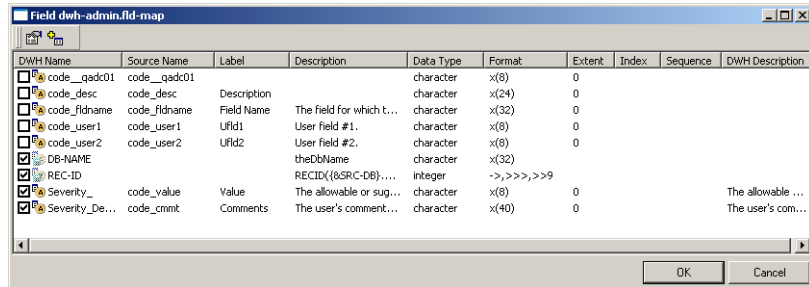 Field dwh-admin.fld-map
DWH Name Source Name Label Description Data Type Format Extent Index Sequence DWH Description
code__qadc01 code__qadc01 character x(8) 0
code_desc code_desc Description character x(24) 0
code_fldname code_fldname Field Name The field for which t... character x(32) 0
code_user1 code_user1 Ufld1 User field #1. character x(8) 0
code_user2 code_user2 Ufld2 User field #2. character x(8) 0
DB-NAME theDbName character x(32)
REC-ID RECID({&SRC-DB}.... integer ->,>>>,>>9
Severity_ code_value Value The allowable or sug... character x(8) 0 The allowable ...
Severity_De... code_cmmt Comments The user's comment... character x(40) 0 The user's com...
OK Cancel